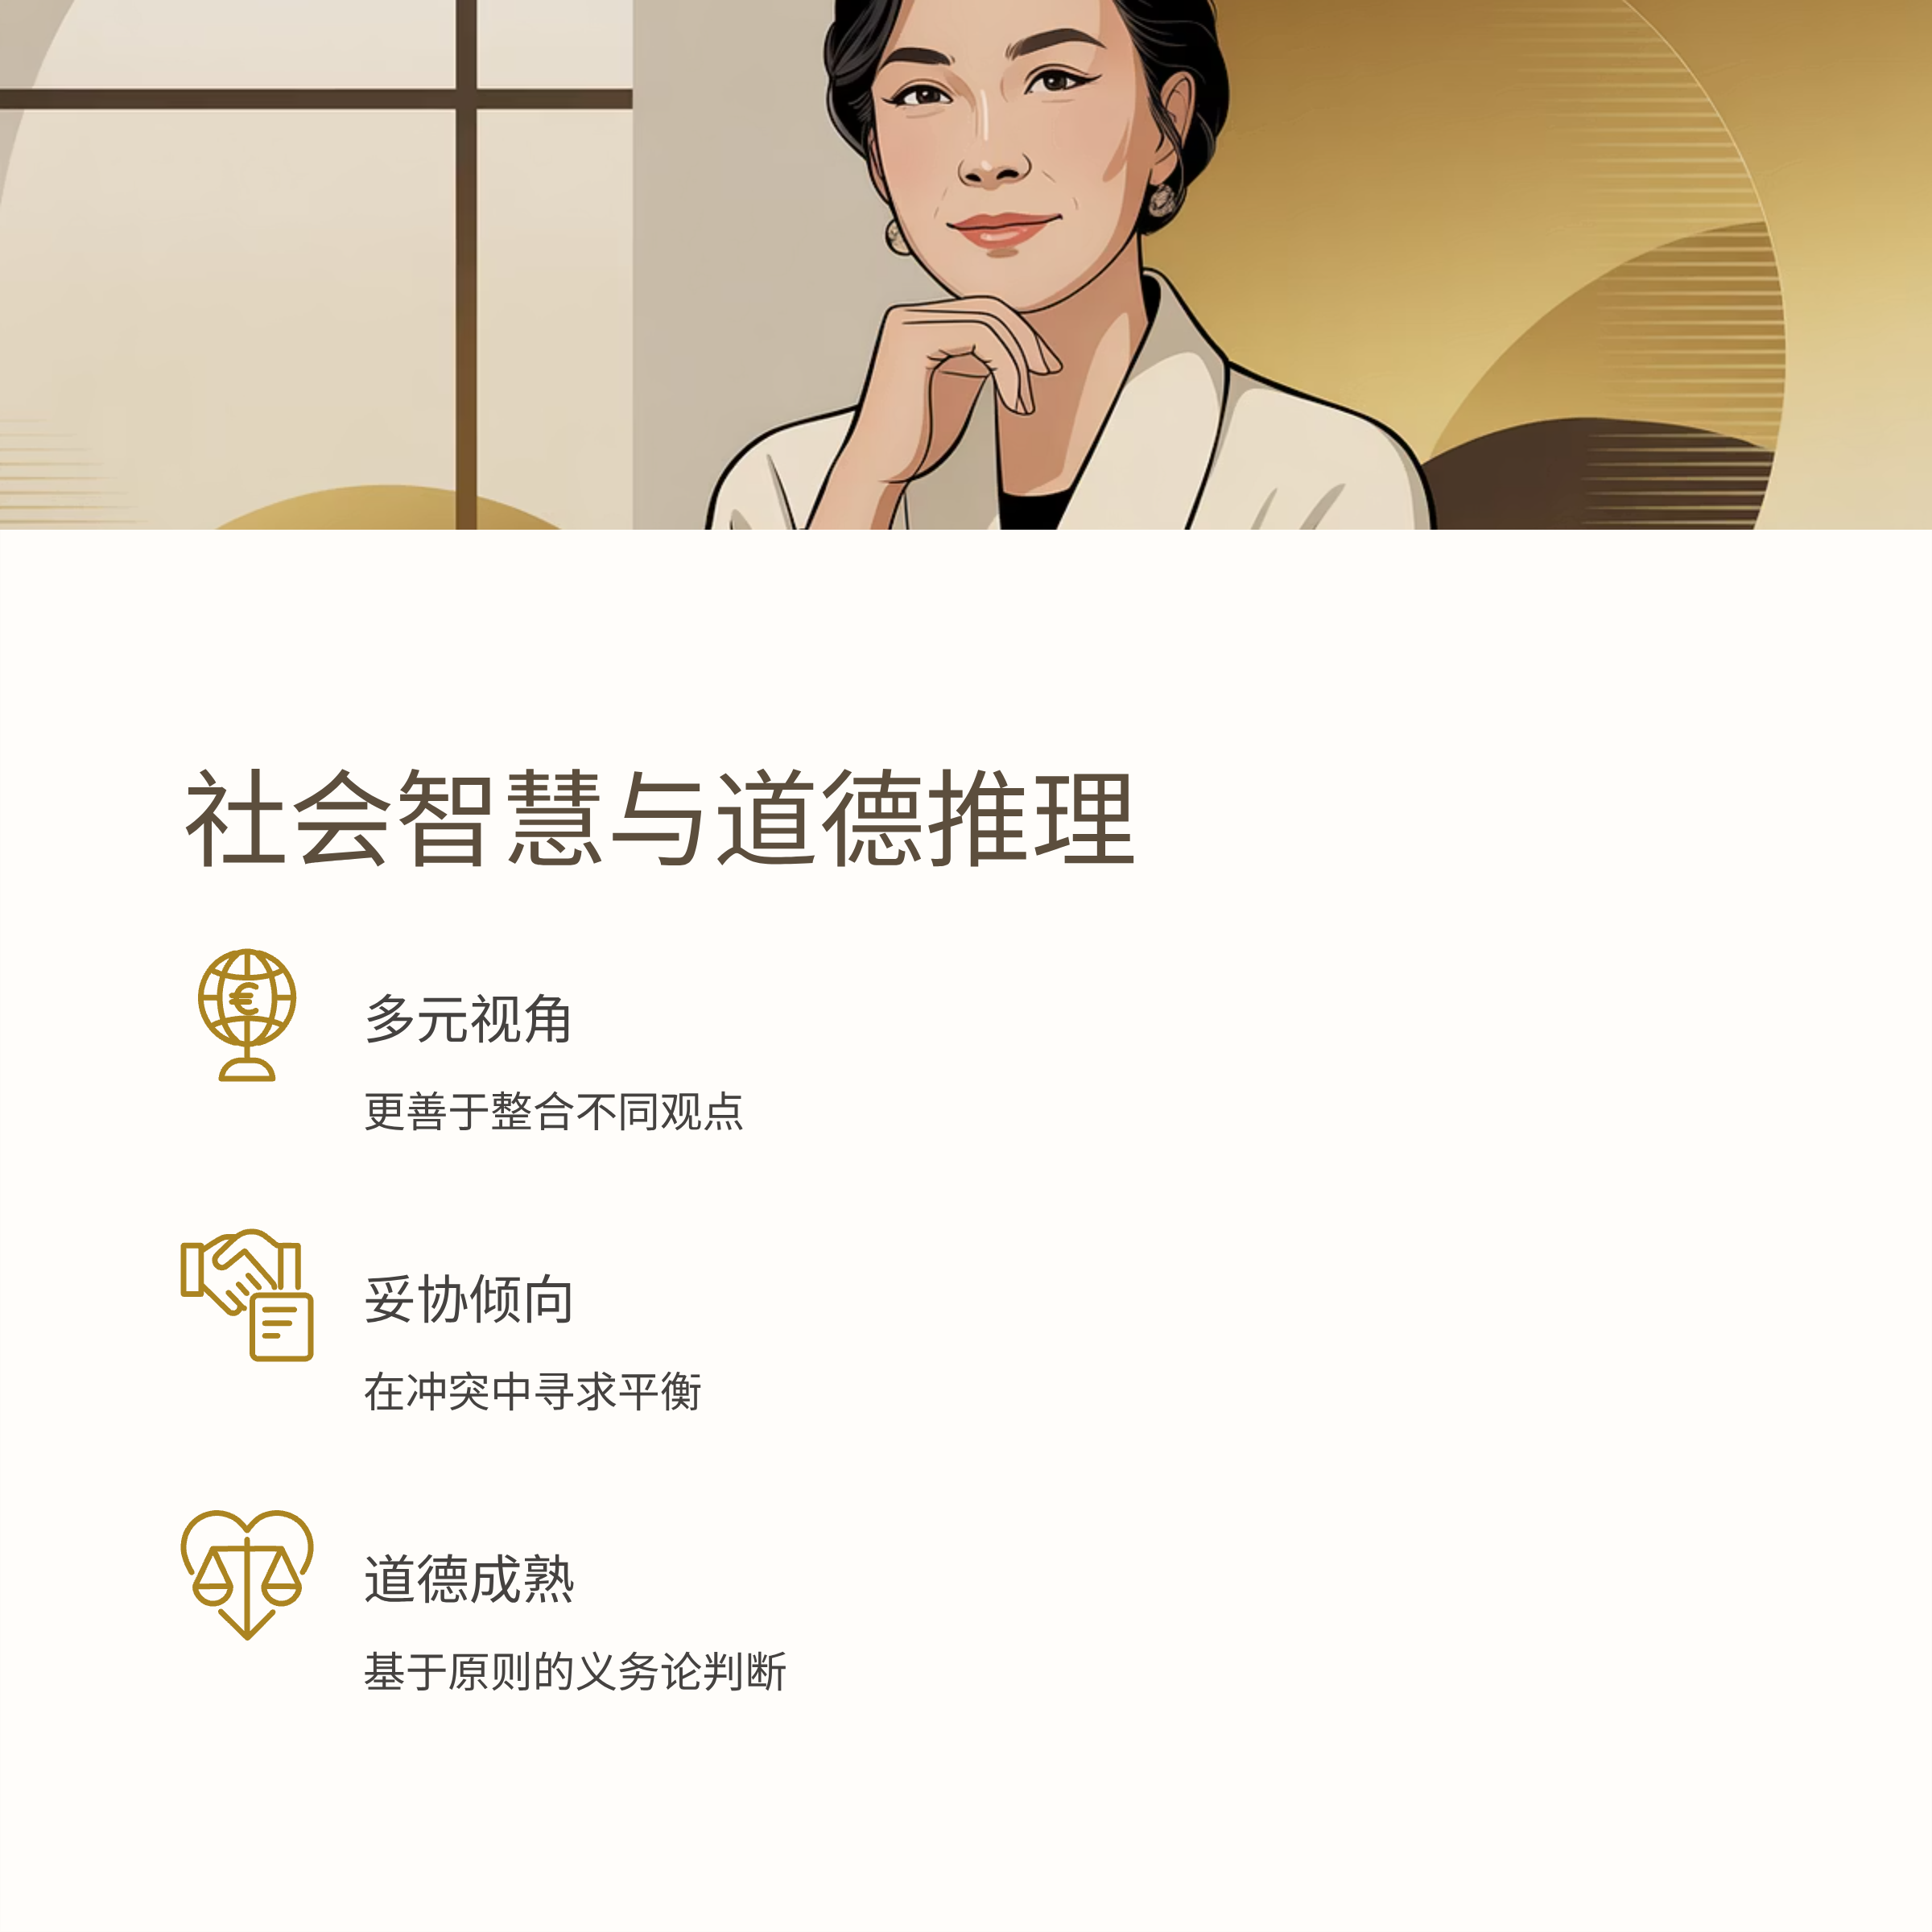 社会智慧与道德推理
€
多元视角
更善于整合不同观点
妥协倾向
在冲突中寻求平衡
道德成熟
基于原则的义务论判断